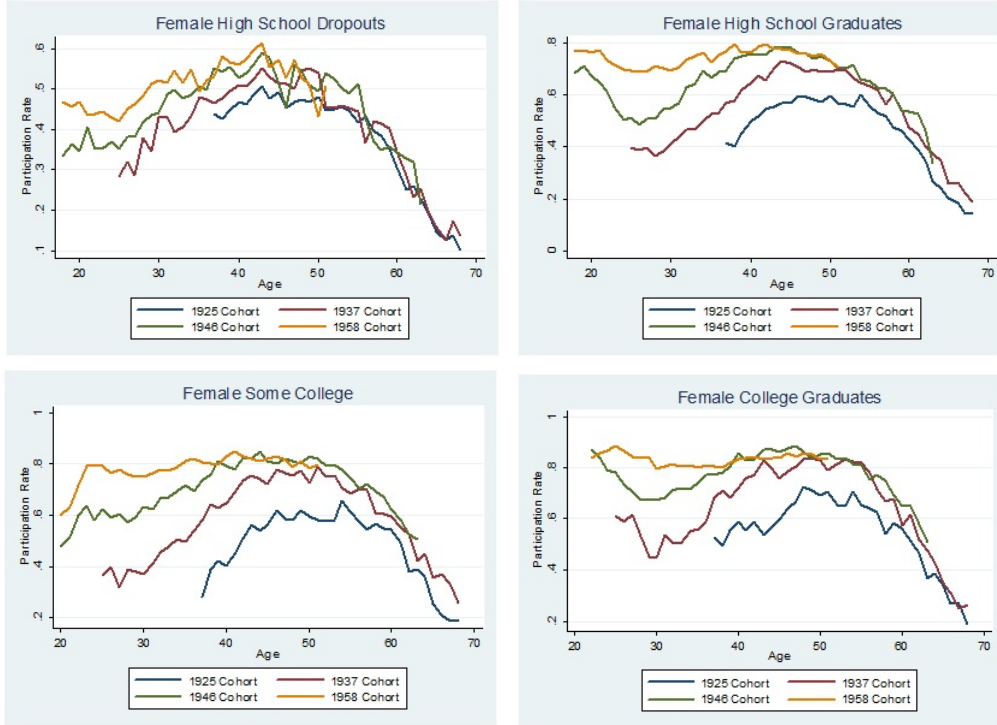 Female High School Dropouts
Participation Rate
.1 .2 .3 .4 .5 .6
20 30 40 50 60 70
Age
1925 Cohort 1937 Cohort
1946 Cohort 1958 Cohort
Female High School Graduates
Participation Rate
0 .2 .4 .6 .8
20 30 40 50 60 70
Age
1925 Cohort 1937 Cohort
1946 Cohort 1958 Cohort
Female Some College
Participation Rate
.2 .4 .6 .8 1
20 30 40 50 60 70
Age
1925 Cohort 1937 Cohort
1946 Cohort 1958 Cohort
Female College Graduates
Participation Rate
.2 .4 .6 .8 1
20 30 40 50 60 70
Age
1925 Cohort 1937 Cohort
1946 Cohort 1958 Cohort